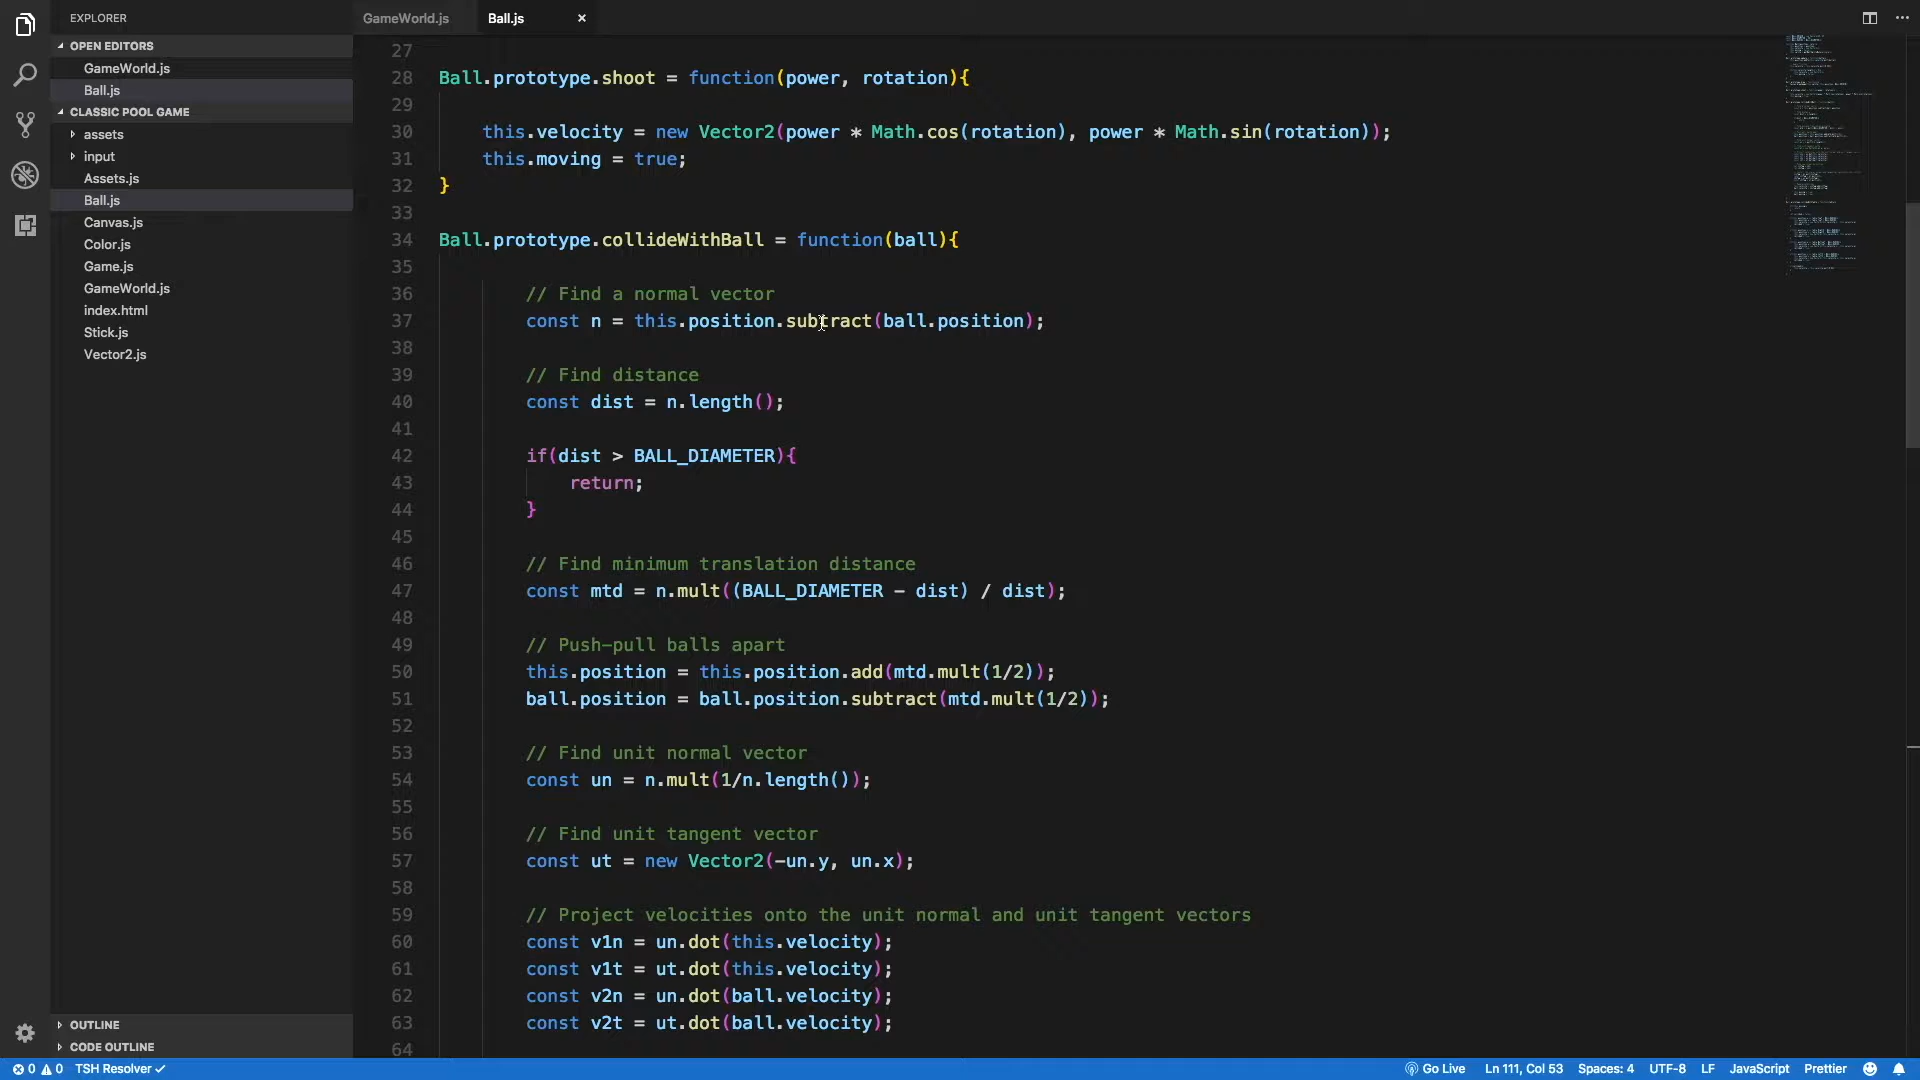 EXPLORER
OPEN EDITORS
GameWorld.js
Ball.js
CLASSIC POOL GAME
assets
input
Assets.js
Ball.js
Canvas.js
Color.js
Game.js
GameWorld.js
index.html
Stick.js
Vector2.js
OUTLINE
CODE OUTLINE
GameWorld.js Ball.js ×
27
28 Ball.prototype.shoot = function(power, rotation){
29
30 this.velocity = new Vector2(power * Math.cos(rotation), power * Math.sin(rotation));
31 this.moving = true;
32 }
33
34 Ball.prototype.collideWithBall = function(ball){
35
36 // Find a normal vector
37 const n = this.position.subtract(ball.position);
38
39 // Find distance
40 const dist = n.length();
41
42 if(dist > BALL_DIAMETER){
43 return;
44 }
45
46 // Find minimum translation distance
47 const mtd = n.mult((BALL_DIAMETER - dist) / dist);
48
49 // Push-pull balls apart
50 this.position = this.position.add(mtd.mult(1/2));
51 ball.position = ball.position.subtract(mtd.mult(1/2));
52
53 // Find unit normal vector
54 const un = n.mult(1/n.length());
55
56 // Find unit tangent vector
57 const ut = new Vector2(-un.y, un.x);
58
59 // Project velocities onto the unit normal and unit tangent vectors
60 const v1n = un.dot(this.velocity);
61 const v1t = ut.dot(this.velocity);
62 const v2n = un.dot(ball.velocity);
63 const v2t = ut.dot(ball.velocity);
64
0 0 TSH Resolver ✓ Go Live Ln 111, Col 53 Spaces: 4 UTF-8 LF JavaScript Prettier